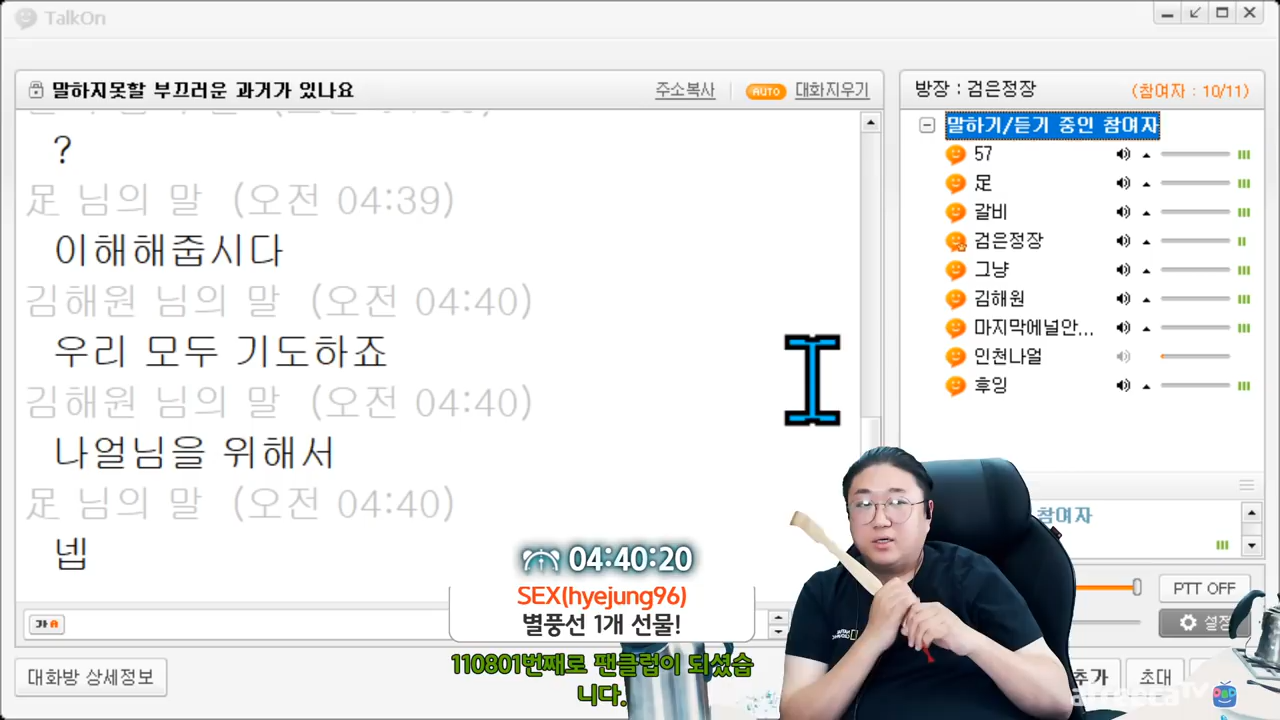 TalkOn
말하지못할 부끄러운 과거가 있나요
주소복사
AUTO
대화지우기
?
足 님의 말 (오전 04:39)
이해해줍시다
김해원 님의 말 (오전 04:40)
우리 모두 기도하죠
김해원 님의 말 (오전 04:40)
나얼님을 위해서
足 님의 말 (오전 04:40)
넵
가
대화방 상세정보
방장 : 검은정장
(참여자 : 10/11)
말하기/듣기 중인 참여자
57
足
갈비
검은정장
그냥
김해원
마지막에널안...
인천나얼
후잉
참여자
PTT OFF
설정
추가
초대
04:40:20
SEX(hyejung96)
별풍선 1개 선물!
110801번째로 팬클럽이 되셨습
니다.